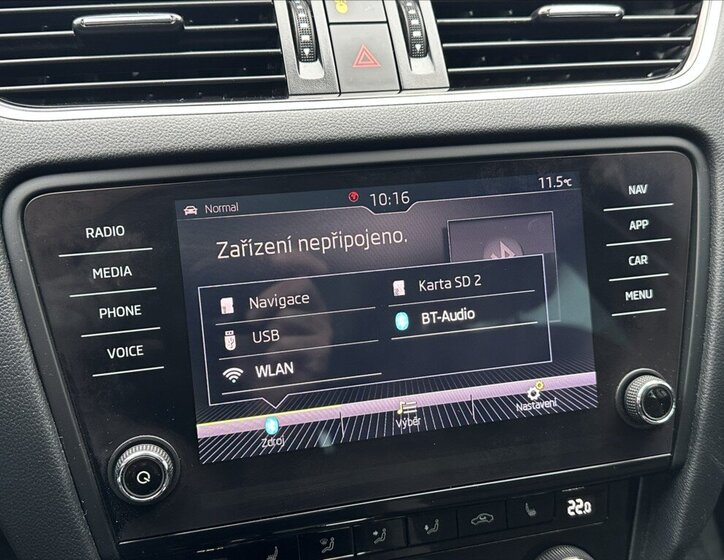 Normal
10:16
11.5°C
Zařízení nepřipojeno.
Navigace
USB
WLAN
Karta SD 2
BT-Audio
Zdroj
Výběr
Nastavení
RADIO
MEDIA
PHONE
VOICE
NAV
APP
CAR
MENU
22.0